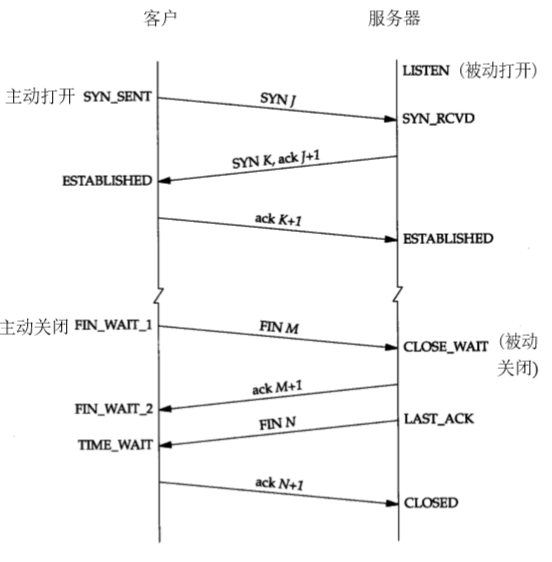 客户 服务器
LISTEN (被动打开)
主动打开 SYN_SENT
SYN J
SYN_RCVD
SYN K, ack J+1
ESTABLISHED
ack K+1
ESTABLISHED
主动关闭 FIN_WAIT_1
FIN M
CLOSE_WAIT (被动
关闭)
ack M+1
FIN_WAIT_2
FIN N
LAST_ACK
TIME_WAIT
ack N+1
CLOSED